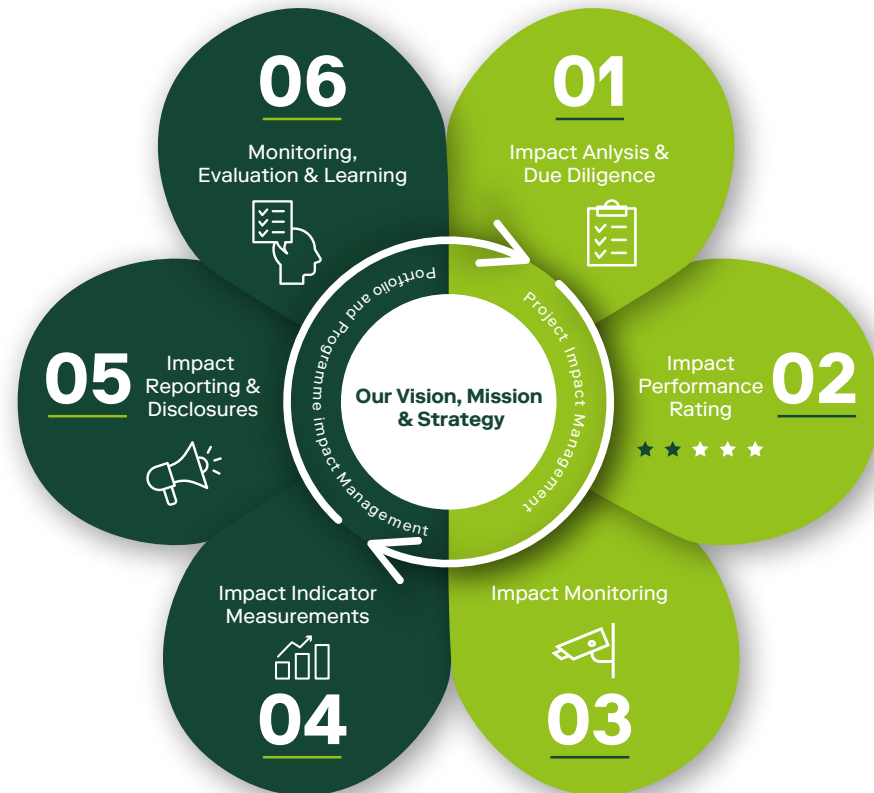 01
Impact Anlysis &
Due Diligence
Impact
Performance
Rating
02
Impact Monitoring
03
Impact Indicator
Measurements
04
05
Impact
Reporting &
Disclosures
06
Monitoring,
Evaluation & Learning
Project Impact Management
Portfolio and Programme impact Management
Our Vision, Mission
& Strategy